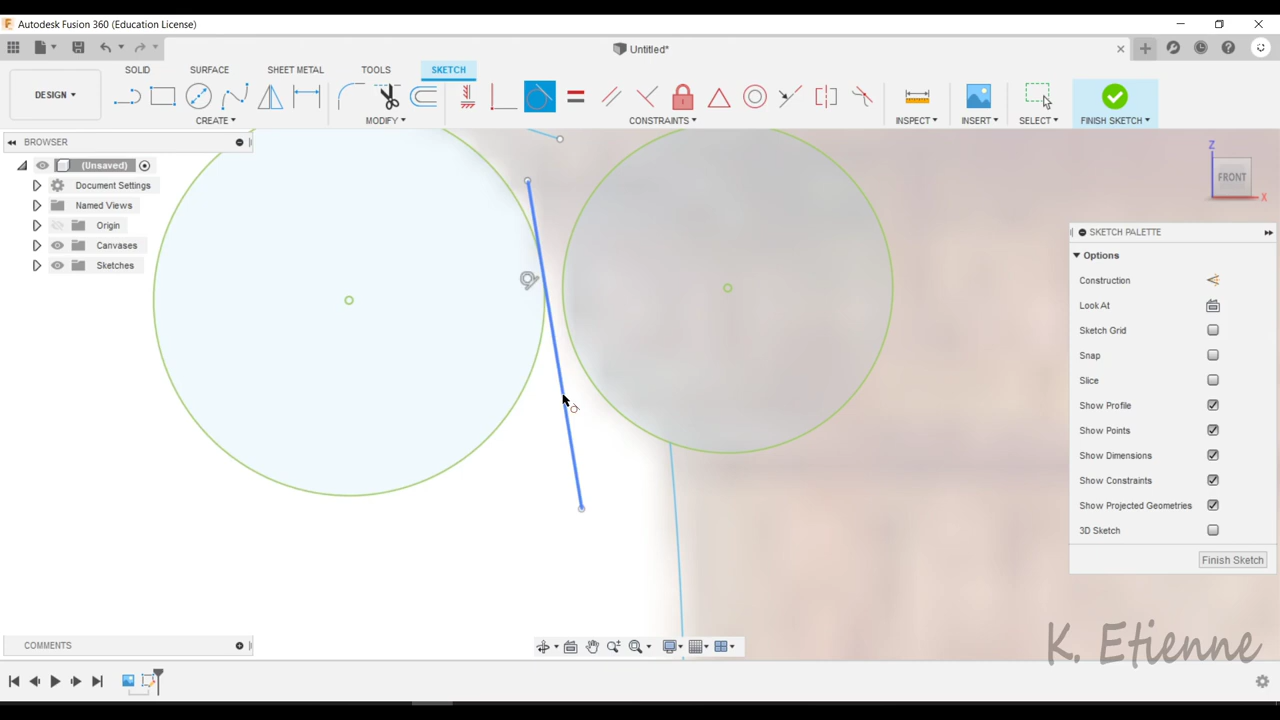 Autodesk Fusion 360 (Education License)
Untitled*
SOLID SURFACE SHEET METAL TOOLS SKETCH
DESIGN
CREATE MODIFY CONSTRAINTS INSPECT INSERT SELECT FINISH SKETCH
BROWSER
(Unsaved)
Document Settings
Named Views
Origin
Canvases
Sketches
Z
FRONT
X
SKETCH PALETTE
Options
Construction
Look At
Sketch Grid
Snap
Slice
Show Profile
Show Points
Show Dimensions
Show Constraints
Show Projected Geometries
3D Sketch
Finish Sketch
COMMENTS
K. Etienne